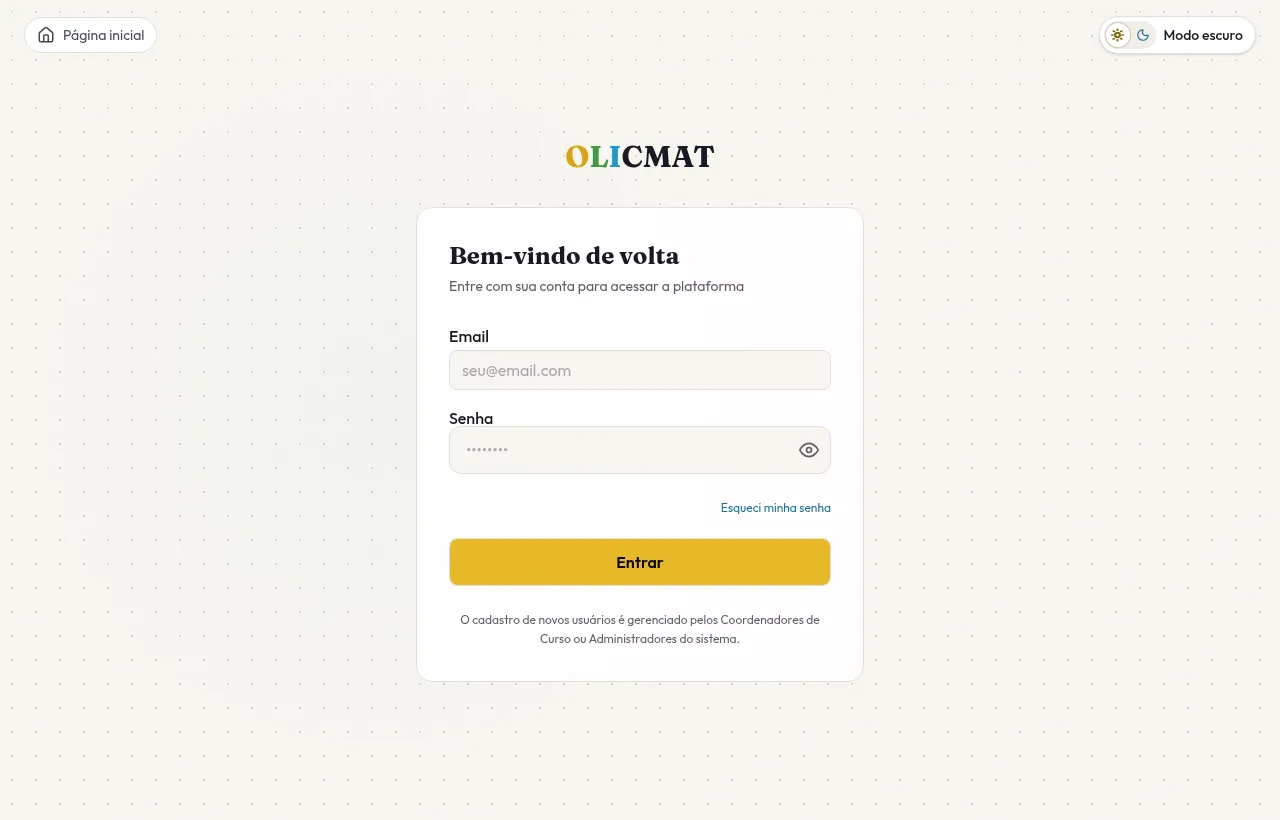 Página inicial
Modo escuro
OLICMAT
Bem-vindo de volta
Entre com sua conta para acessar a plataforma
Email
seu@email.com
Senha
••••••••
Esqueci minha senha
Entrar
O cadastro de novos usuários é gerenciado pelos Coordenadores de
Curso ou Administradores do sistema.